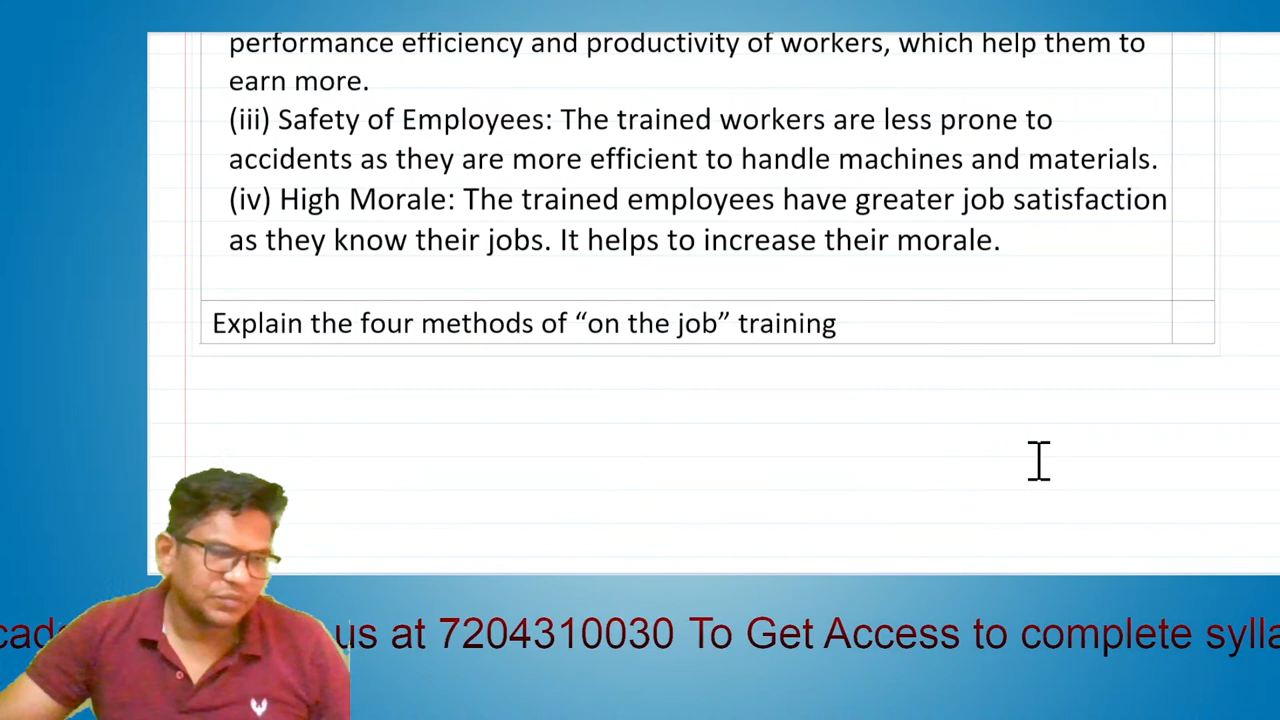 performance efficiency and productivity of workers, which help them to
earn more.
(iii) Safety of Employees: The trained workers are less prone to
accidents as they are more efficient to handle machines and materials.
(iv) High Morale: The trained employees have greater job satisfaction
as they know their jobs. It helps to increase their morale.
Explain the four methods of “on the job” training
us at 7204310030 To Get Access to complete